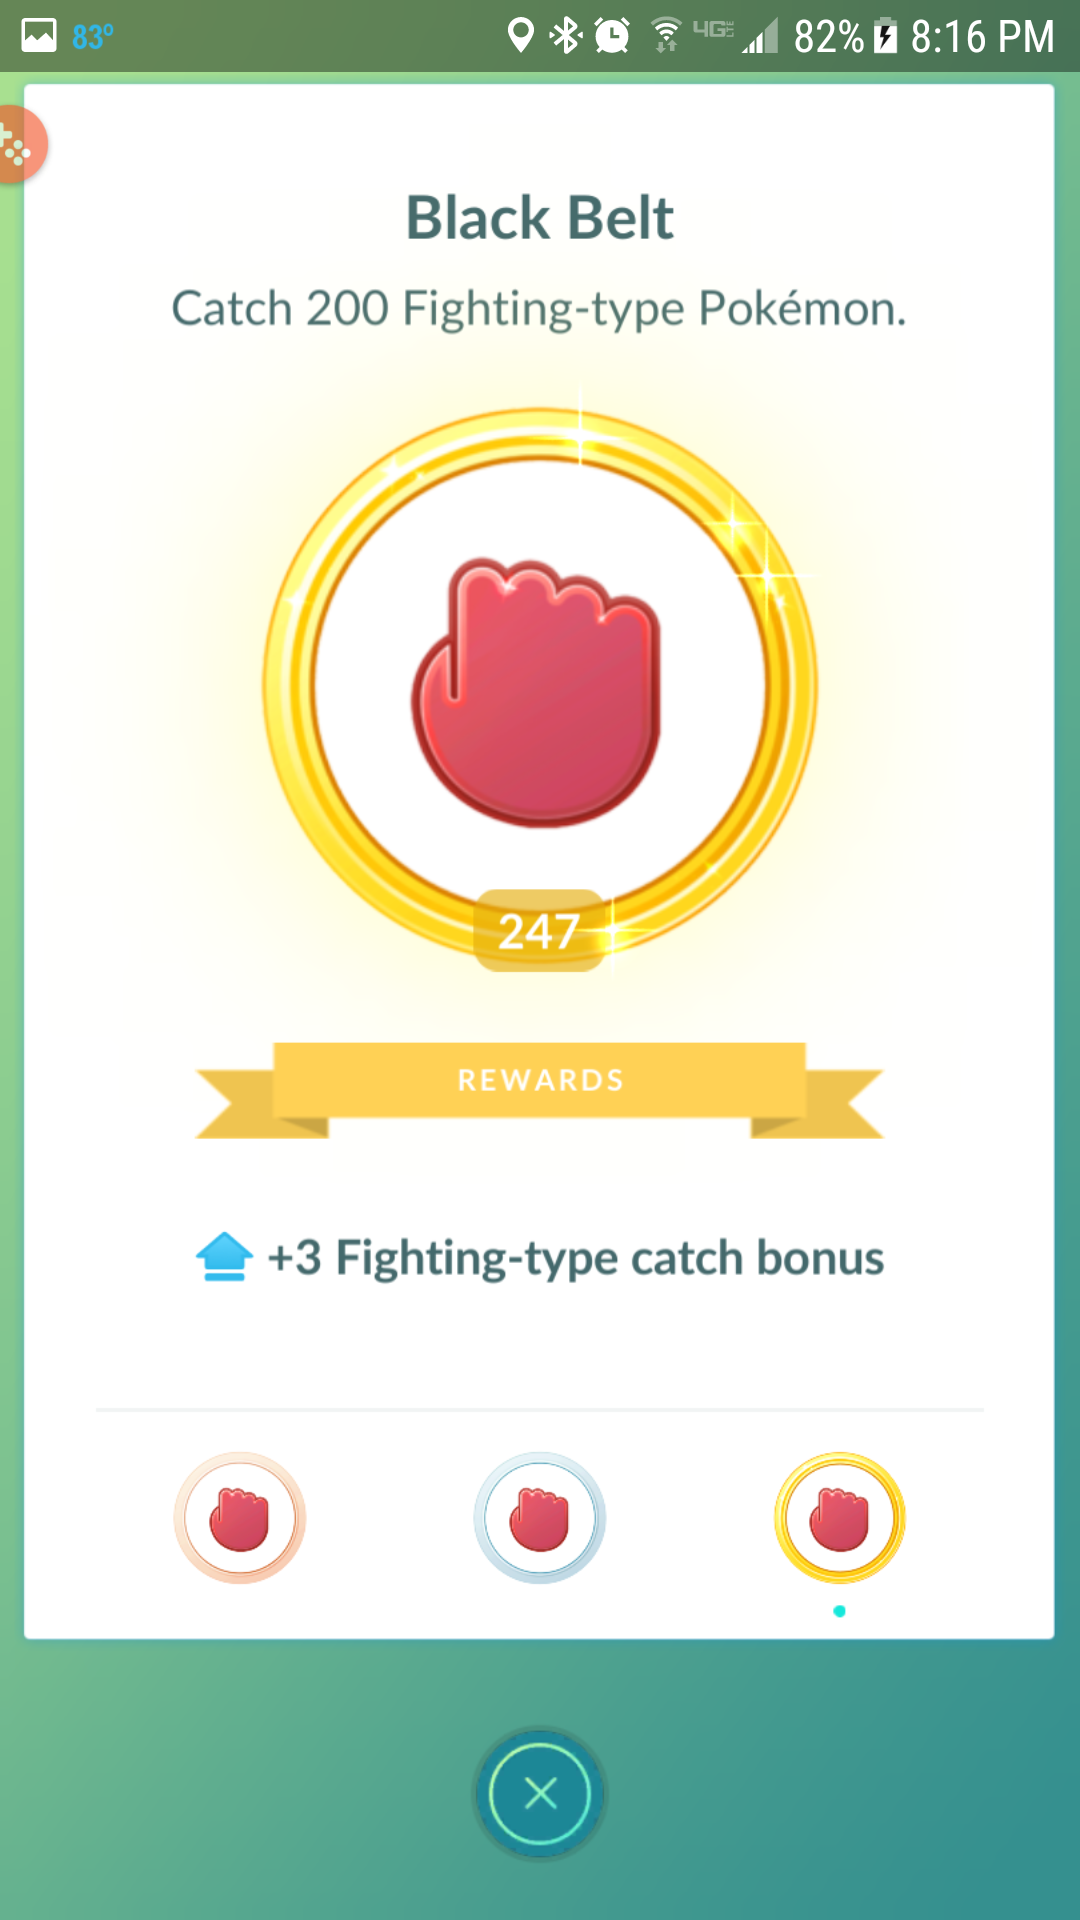 83° 4G LTE 82% 8:16 PM
Black Belt
Catch 200 Fighting-type Pokémon.
247
REWARDS
+3 Fighting-type catch bonus